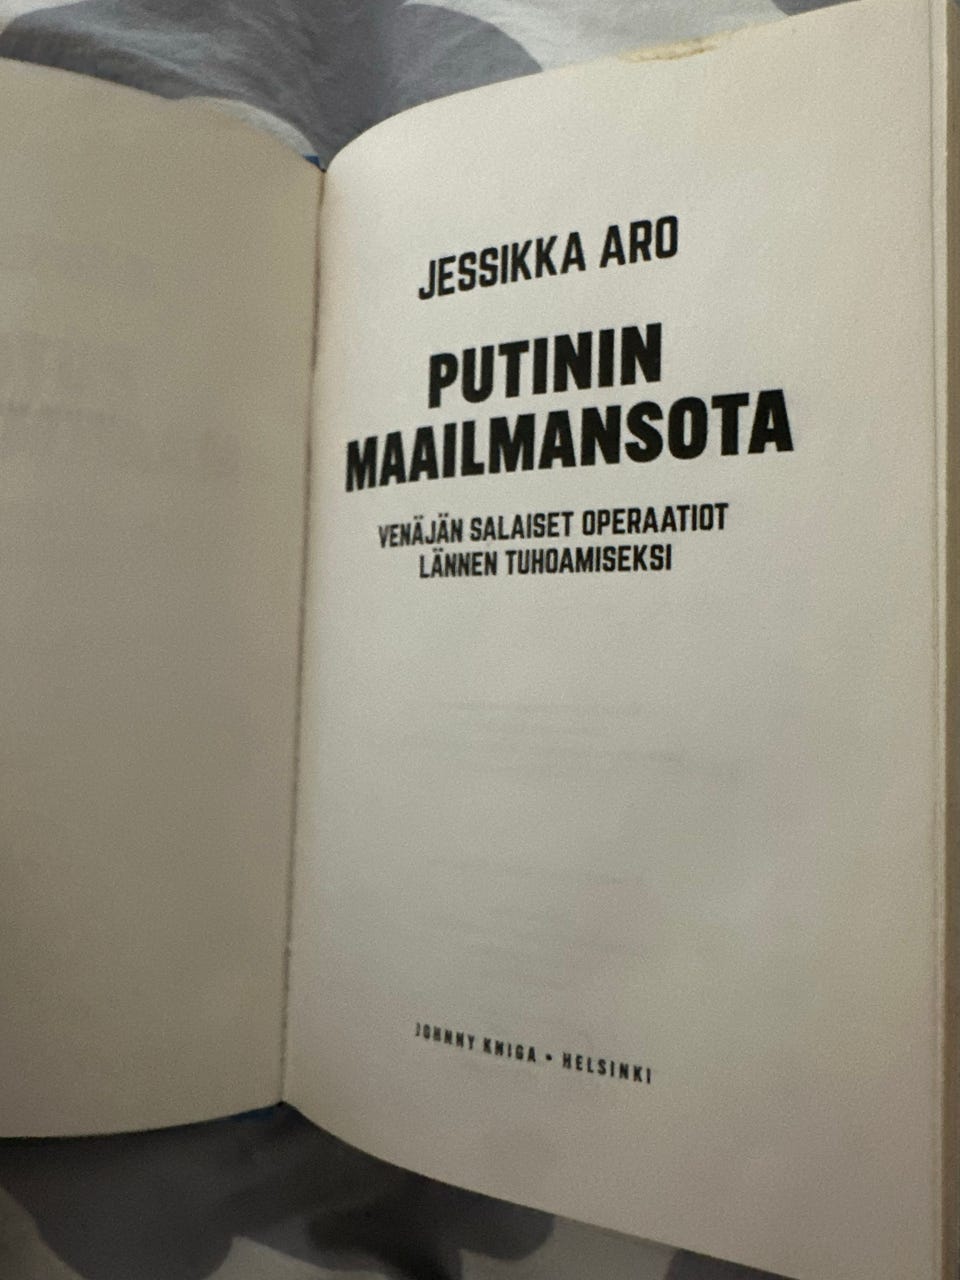 JESSIKKA ARO
PUTININ
MAAILMANSOTA
VENÄJÄN SALAISET OPERAATIOT
LÄNNEN TUHOAMISEKSI
JOHNNY KNIGA • HELSINKI